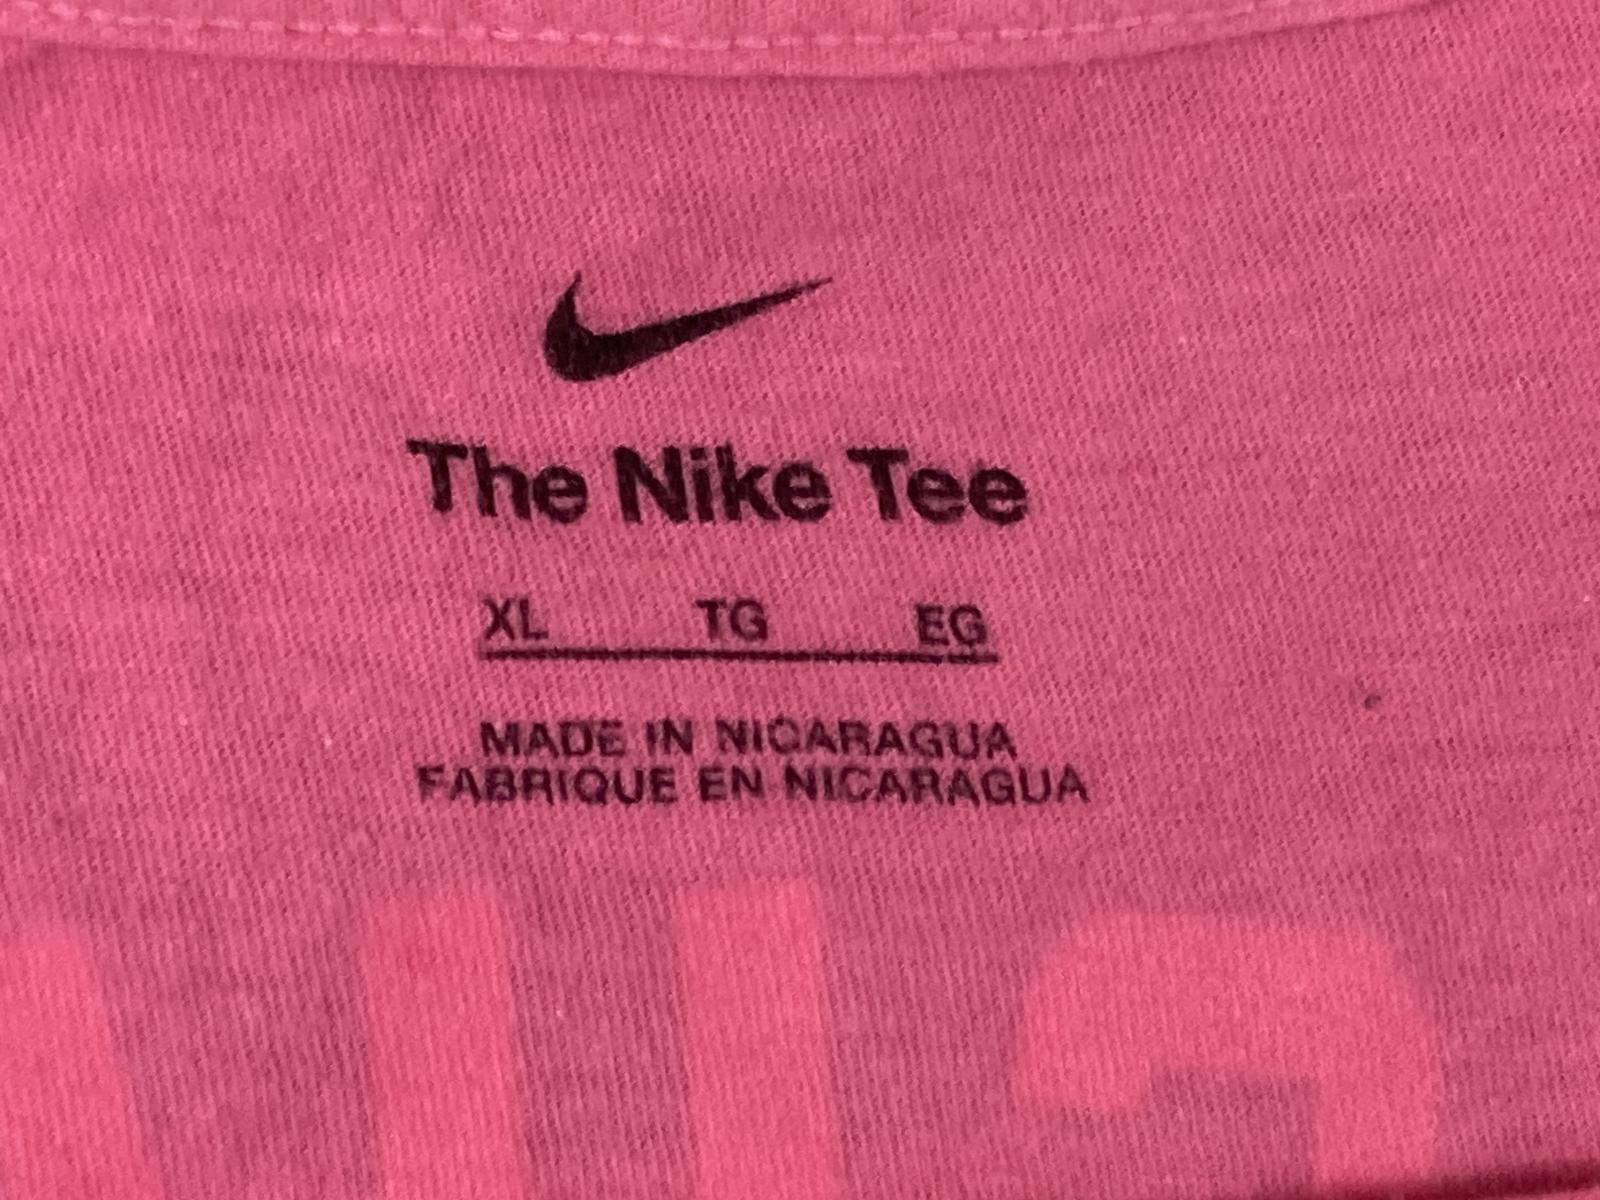 The Nike Tee
XL TG EG
MADE IN NICARAGUA
FABRIQUE EN NICARAGUA